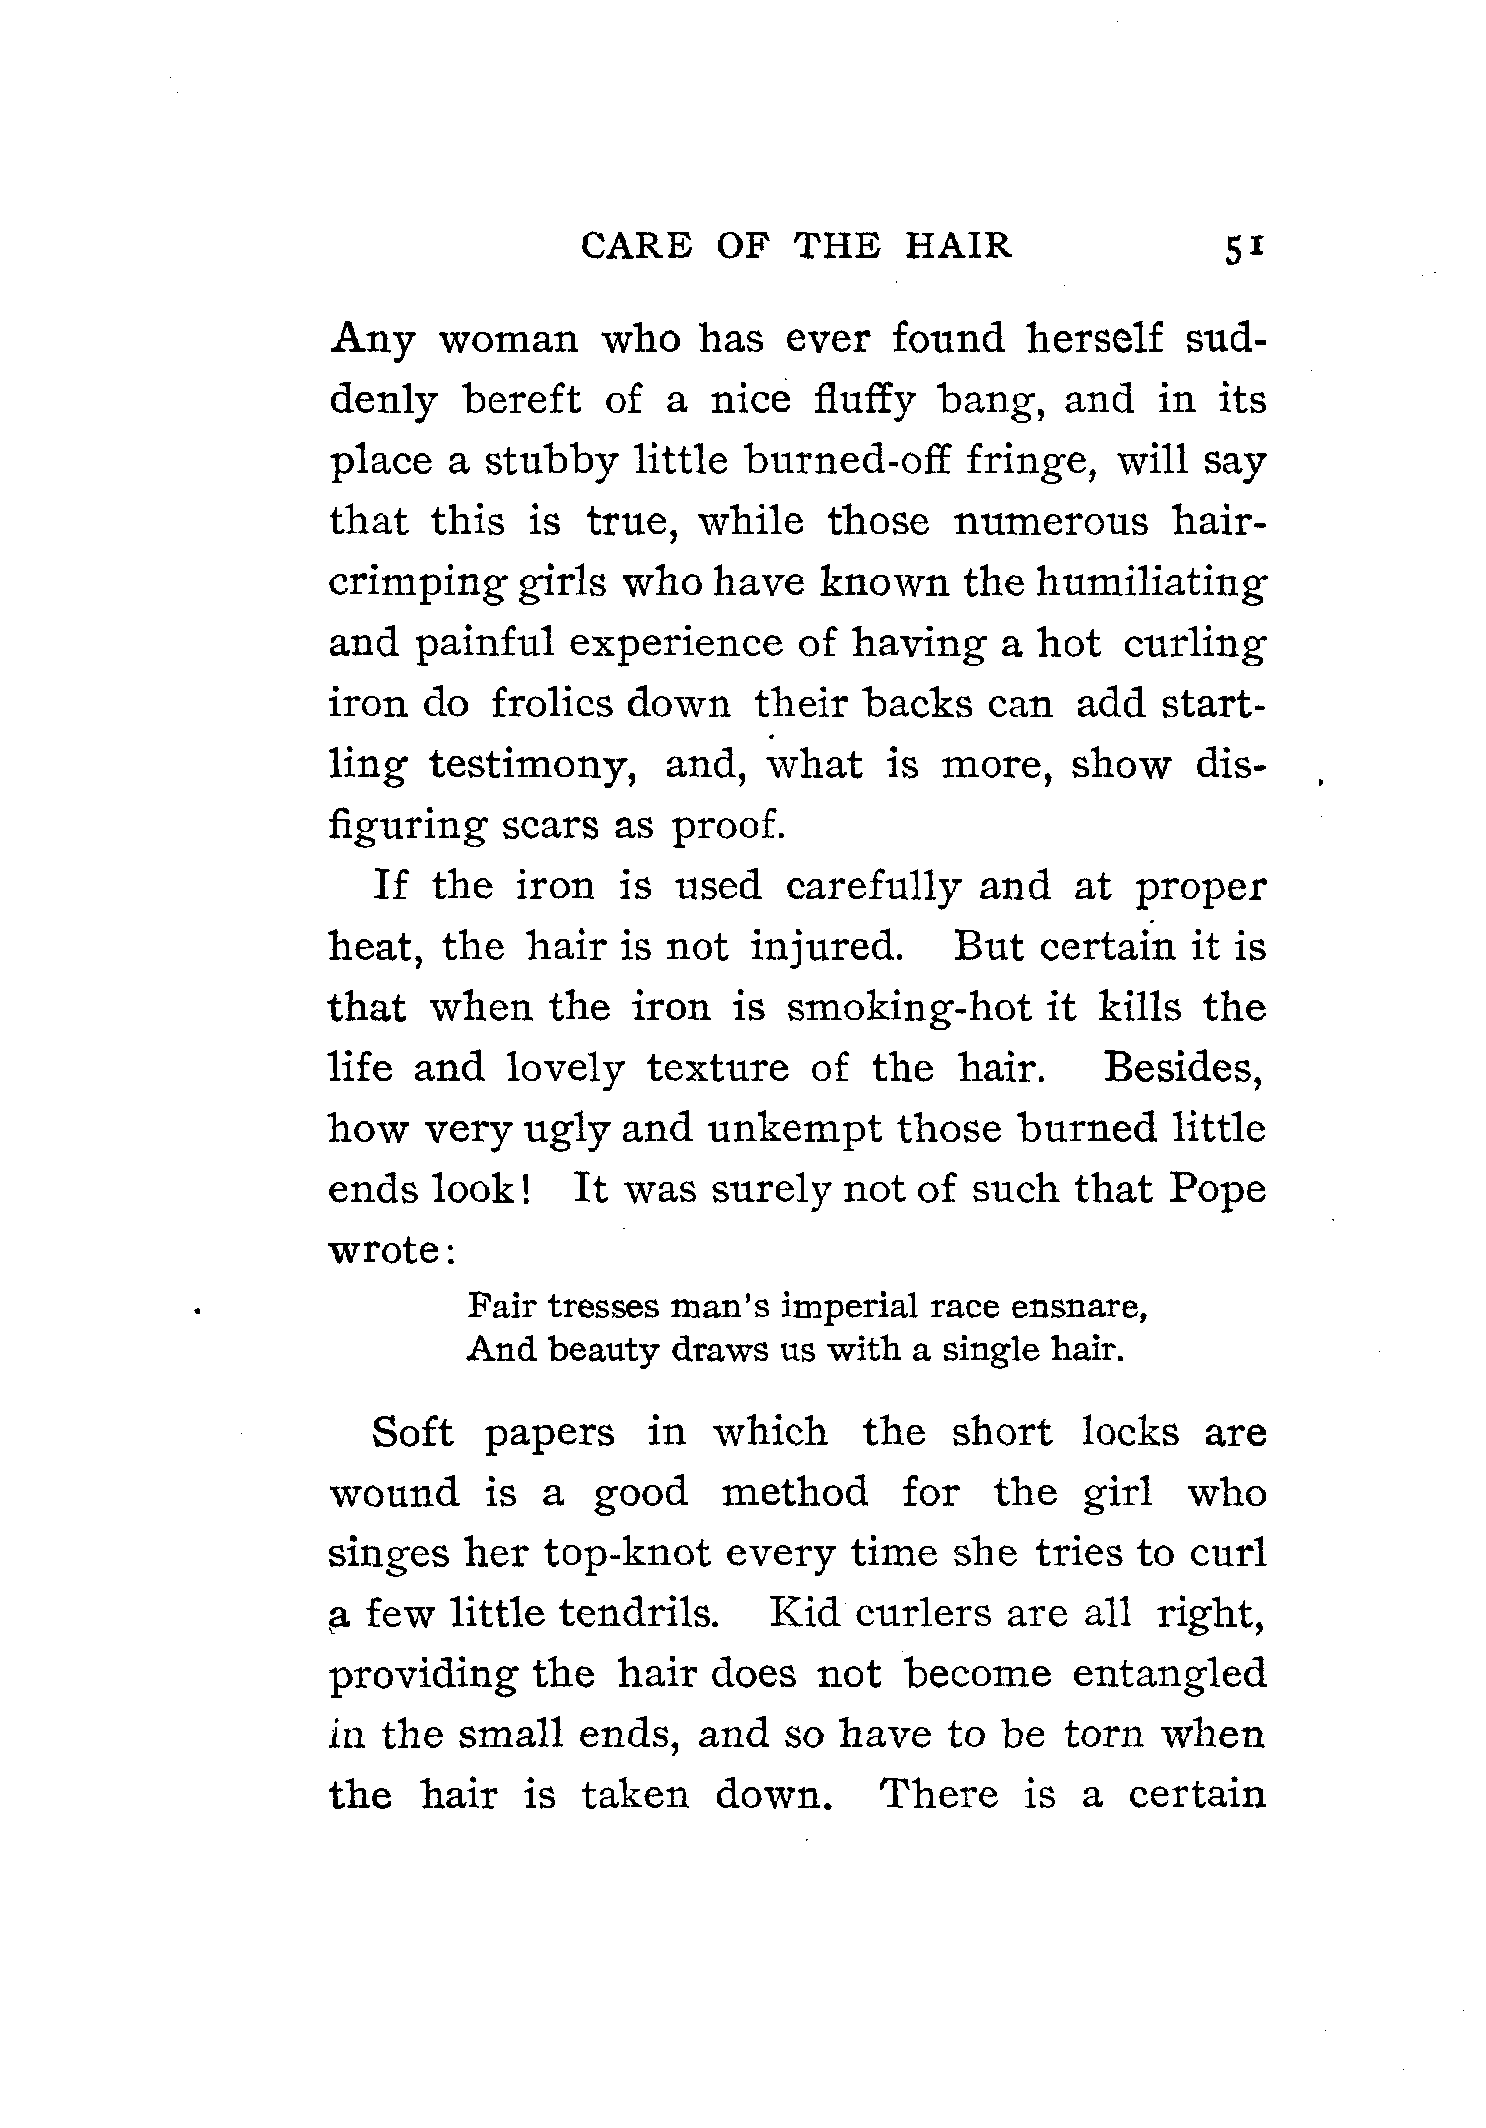 CARE OF THE HAIR 51
Any woman who has ever found herself sud-
denly bereft of a nice fluffy bang, and in its
place a stubby little burned-off fringe, will say
that this is true, while those numerous hair-
crimping girls who have known the humiliating
and painful experience of having a hot curling
iron do frolics down their backs can add start-
ling testimony, and, what is more, show dis-
figuring scars as proof.
If the iron is used carefully and at proper
heat, the hair is not injured. But certain it is
that when the iron is smoking-hot it kills the
life and lovely texture of the hair. Besides,
how very ugly and unkempt those burned little
ends look! It was surely not of such that Pope
wrote:
Fair tresses man's imperial race ensnare,
And beauty draws us with a single hair.
Soft papers in which the short locks are
wound is a good method for the girl who
singes her top-knot every time she tries to curl
a few little tendrils. Kid curlers are all right,
providing the hair does not become entangled
in the small ends, and so have to be torn when
the hair is taken down. There is a certain